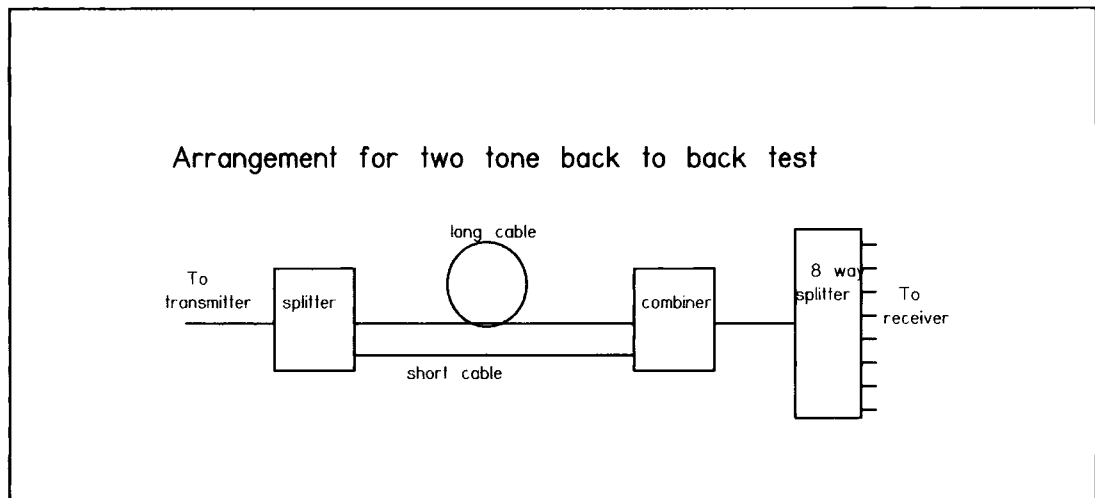 Arrangement for two tone back to back test
long cable
To
transmitter
splitter
combiner
8 way
splitter
To
receiver
short cable